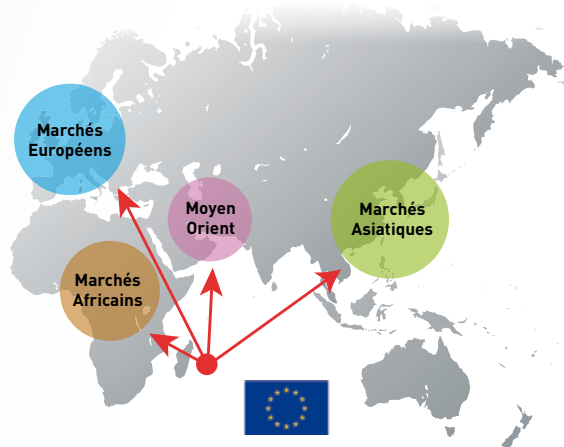 Marchés
Européens
Moyen
Orient
Marchés
Asiatiques
Marchés
Africains